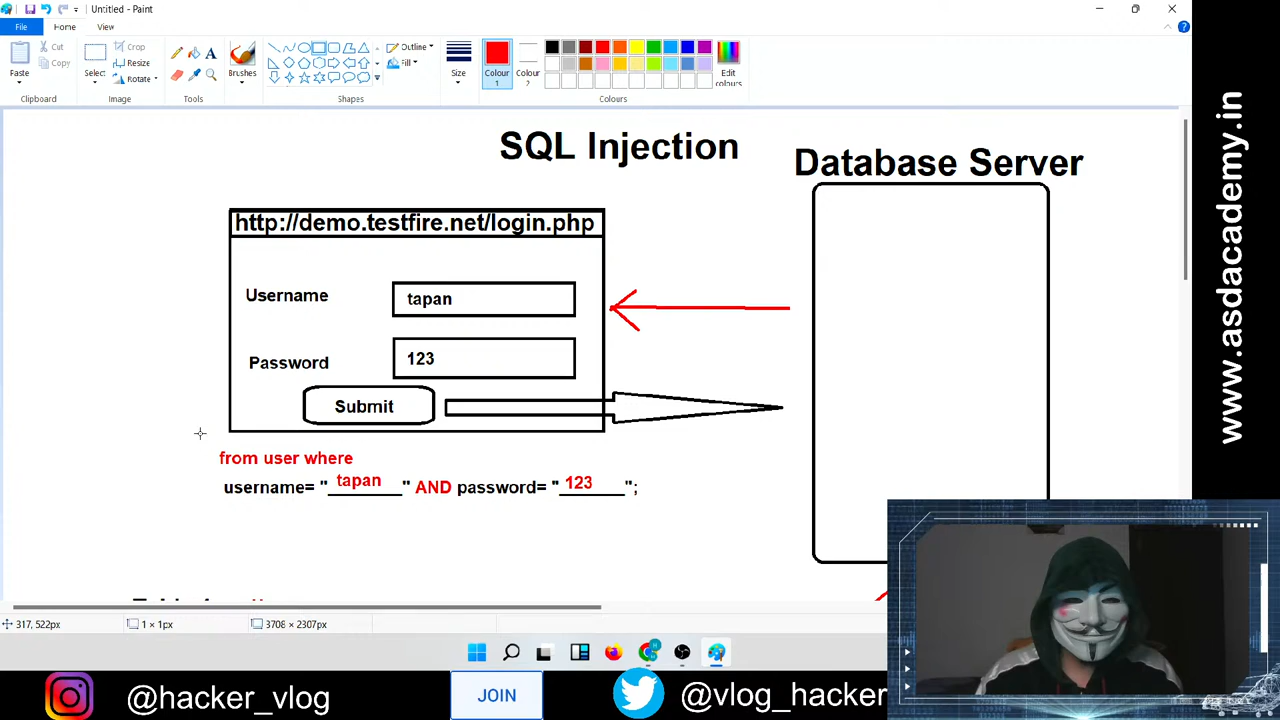 Untitled - Paint
File
Home
View
Paste
Cut
Copy
Clipboard
Select
Crop
Resize
Rotate
Image
Tools
Brushes
Shapes
Outline
Fill
Size
Colour
1
Colour
2
Edit
colours
Colours
SQL Injection
Database Server
http://demo.testfire.net/login.php
Username
tapan
Password
123
Submit
from user where
username= "tapan" AND password= "123";
317, 522px
1 × 1px
3708 × 2307px
@hacker_vlog
JOIN
@vlog_hacker
www.asdacademy.in